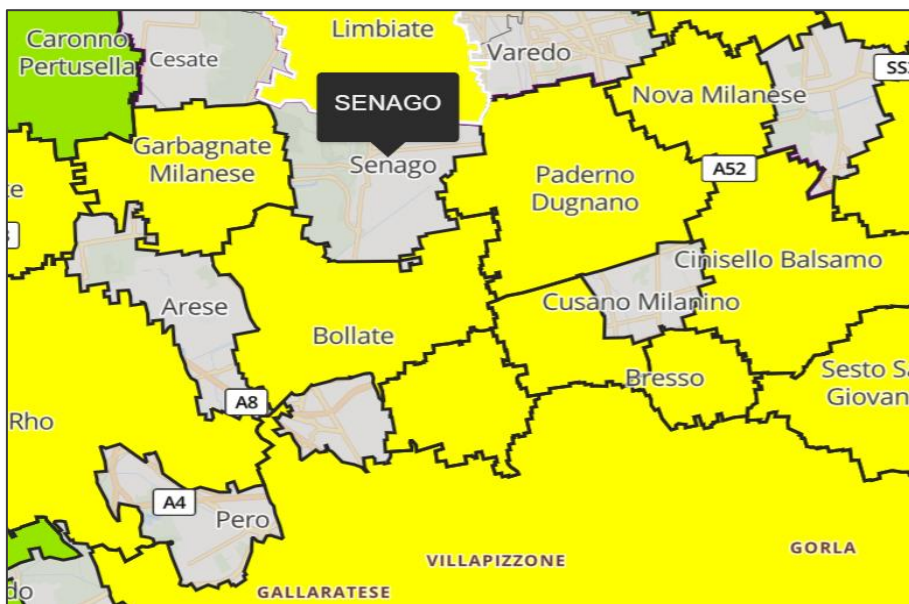 Limbiate
Caronno
Pertusella
Cesate
Varedo
SENAGO
Nova Milanese
Garbagnate
Milanese
Senago
A52
Paderno
Dugnano
Cinisello Balsamo
Arese
Cusano Milanino
Bollate
Bresso
Sesto Sa
Giovan
A8
Rho
A4
Pero
VILLAPIZZONE
GORLA
GALLARATESE